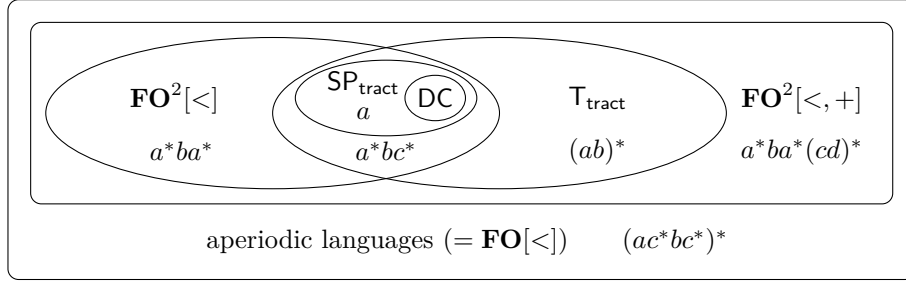 FO²[<] SP_tract DC T_tract FO²[<, +]
a
a*ba* a*bc* (ab)* a*ba*(cd)*
aperiodic languages (= FO[<]) (ac*bc*)*